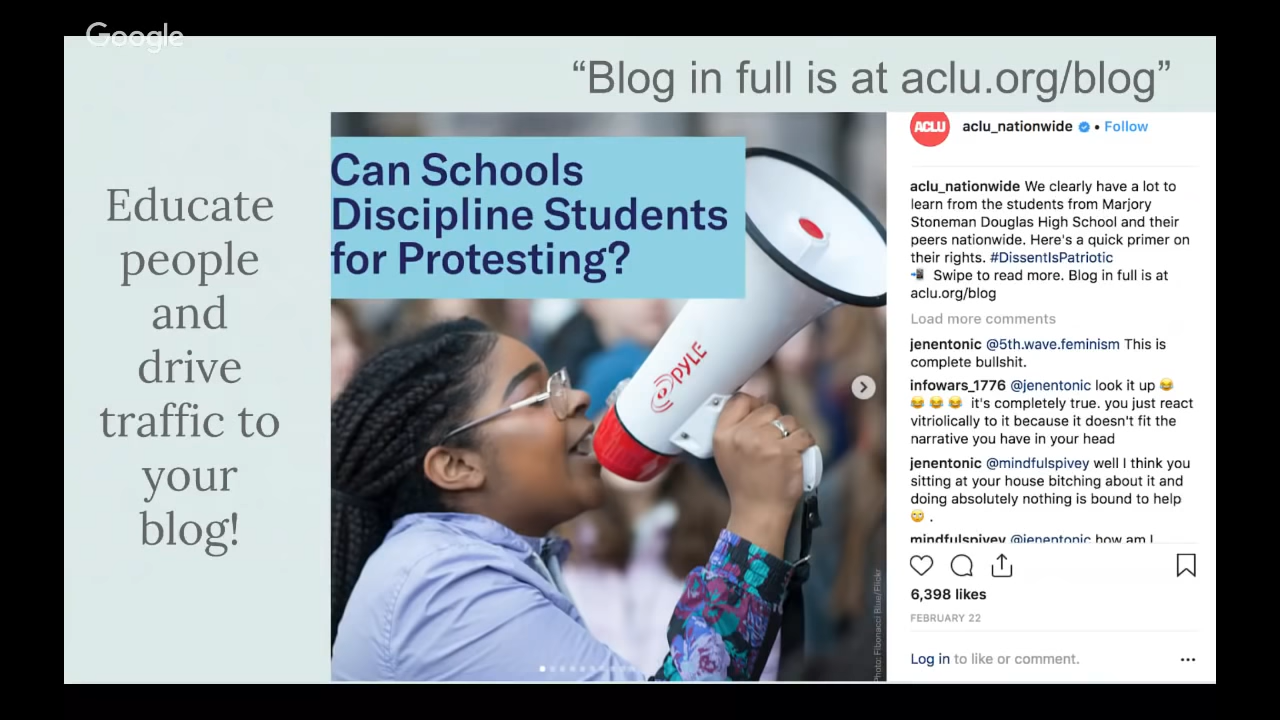 Google
“Blog in full is at aclu.org/blog”
Educate
people
and
drive
traffic to
your
blog!
Can Schools
Discipline Students
for Protesting?
PYLE
Photo: Fibonacci Blue/Flickr
ACLU
aclu_nationwide • Follow
aclu_nationwide We clearly have a lot to
learn from the students from Marjory
Stoneman Douglas High School and their
peers nationwide. Here's a quick primer on
their rights. #DissentIsPatriotic
📲 Swipe to read more. Blog in full is at
aclu.org/blog
Load more comments
jenentonic @5th.wave.feminism This is
complete bullshit.
infowars_1776 @jenentonic look it up 😂
😂 😂 😂 it's completely true. you just react
vitriolically to it because it doesn't fit the
narrative you have in your head
jenentonic @mindfulspivey well I think you
sitting at your house bitching about it and
doing absolutely nothing is bound to help
🙄 .
mindfulspivey @jenentonic how am I
6,398 likes
FEBRUARY 22
Log in to like or comment.